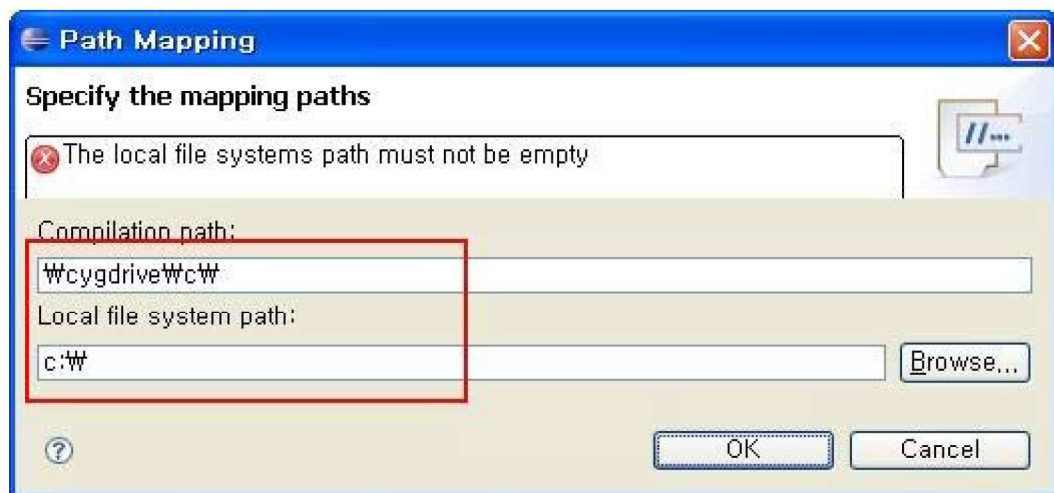 Path Mapping
Specify the mapping paths
The local file systems path must not be empty
//...
Compilation path:
₩cygdrive₩c₩
Local file system path:
c:₩
Browse...
OK
Cancel